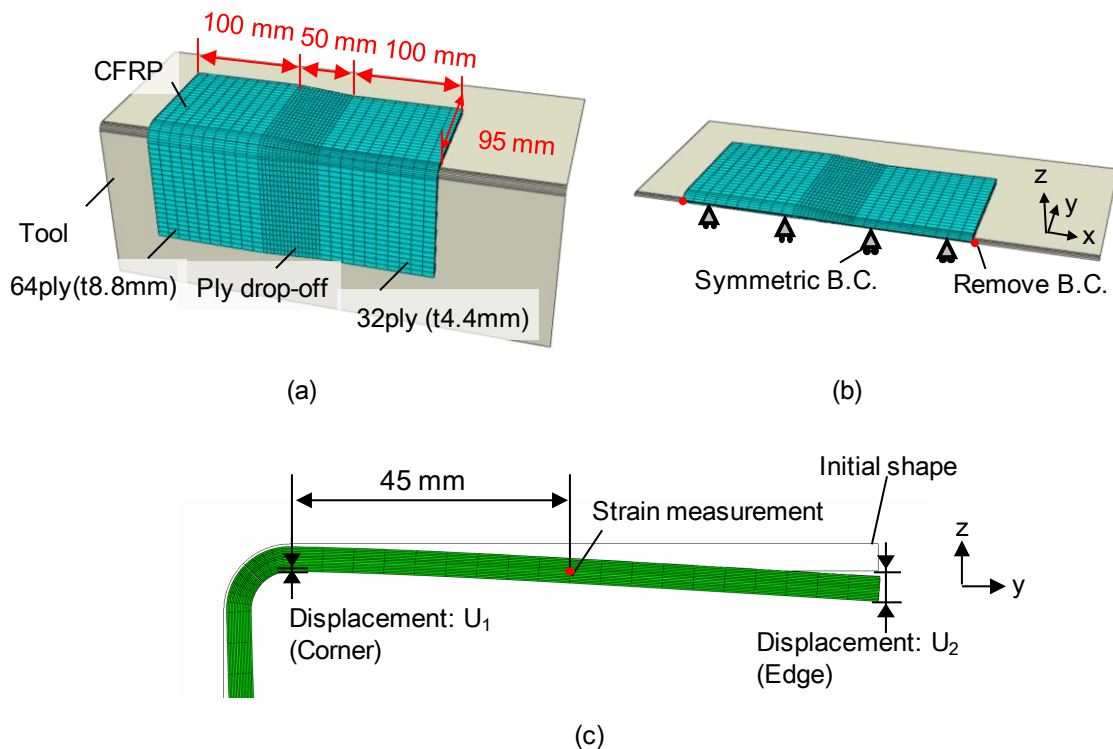 100 mm 50 mm 100 mm
CFRP
95 mm
Tool
64ply(t8.8mm)
Ply drop-off
32ply (t4.4mm)
(a)
z
y
x
Symmetric B.C.
Remove B.C.
(b)
45 mm
Initial shape
Strain measurement
z
y
Displacement: U₁
(Corner)
Displacement: U₂
(Edge)
(c)